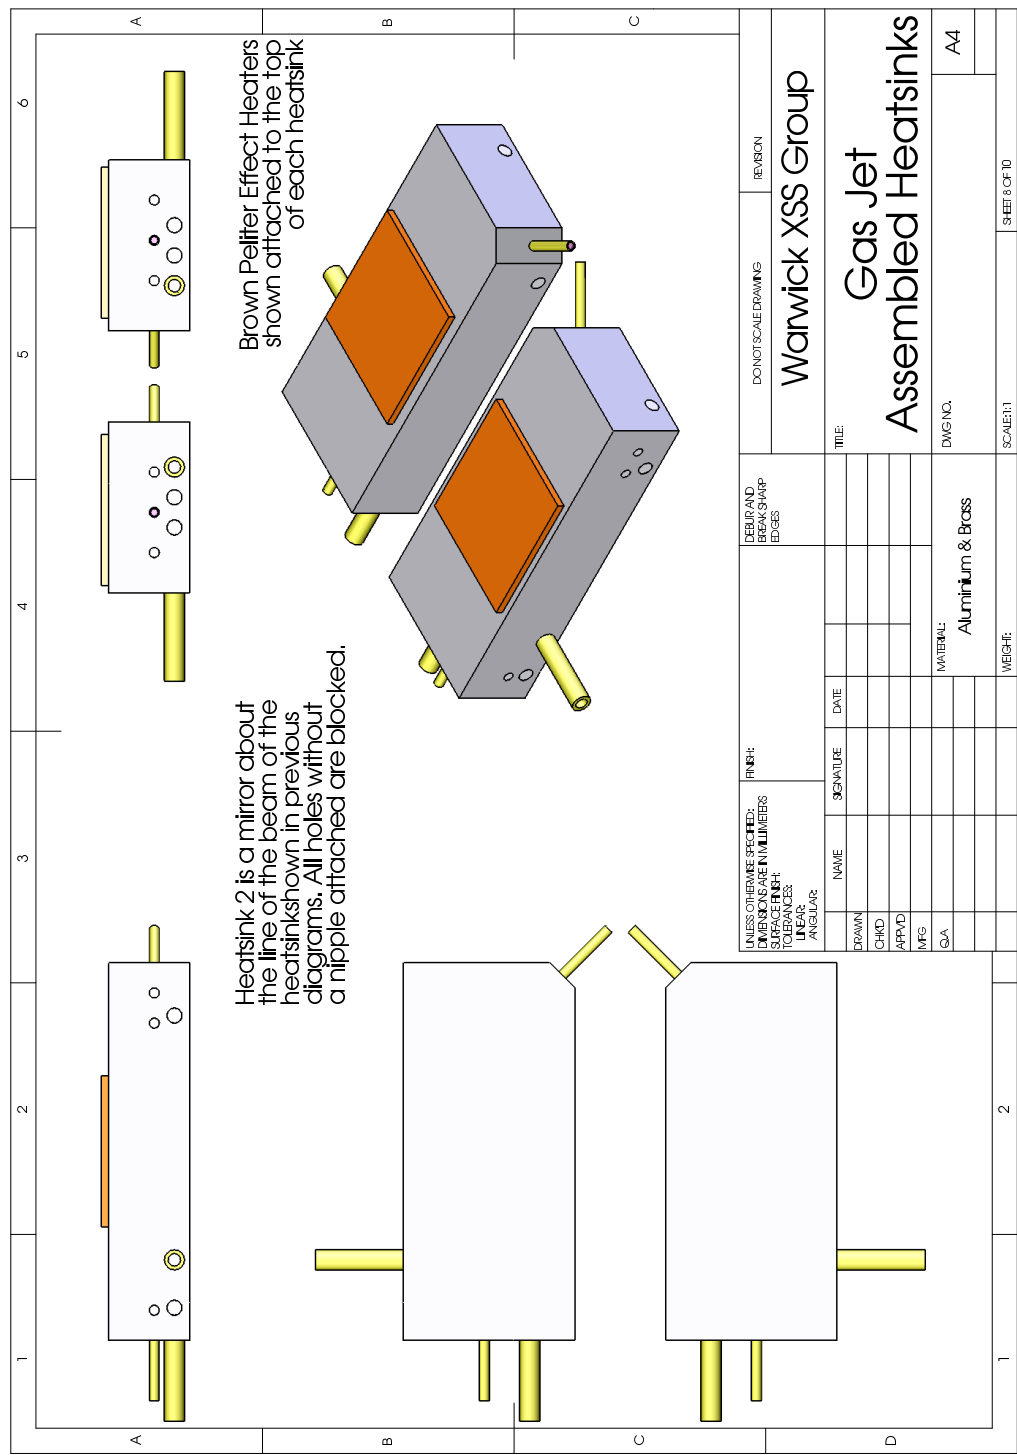 1
2
3
4
5
6
A
B
C
D
A
B
C
1
2
Heatsink 2 is a mirror about
the line of the beam of the
heatsinkshown in previous
diagrams. All holes without
a nipple attached are blocked.
Brown Peliter Effect Heaters
shown attached to the top
of each heatsink
UNLESS OTHERWISE SPECIFIED:
DIMENSIONS ARE IN MILLIMETERS
SURFACE FINISH:
TOLERANCES:
LINEAR:
ANGULAR:
FINISH:
DEBUR AND
BREAK SHARP
EDGES
DO NOT SCALE DRAWING
REVISION
Warwick XSS Group
NAME
SIGNATURE
DATE
TITLE:
DRAWN
CHK'D
APPV'D
MFG
Q.A
Gas Jet
Assembled Heatsinks
MATERIAL:
Aluminium & Brass
DWG NO.
A4
WEIGHT:
SCALE:1:1
SHEET 8 OF 10